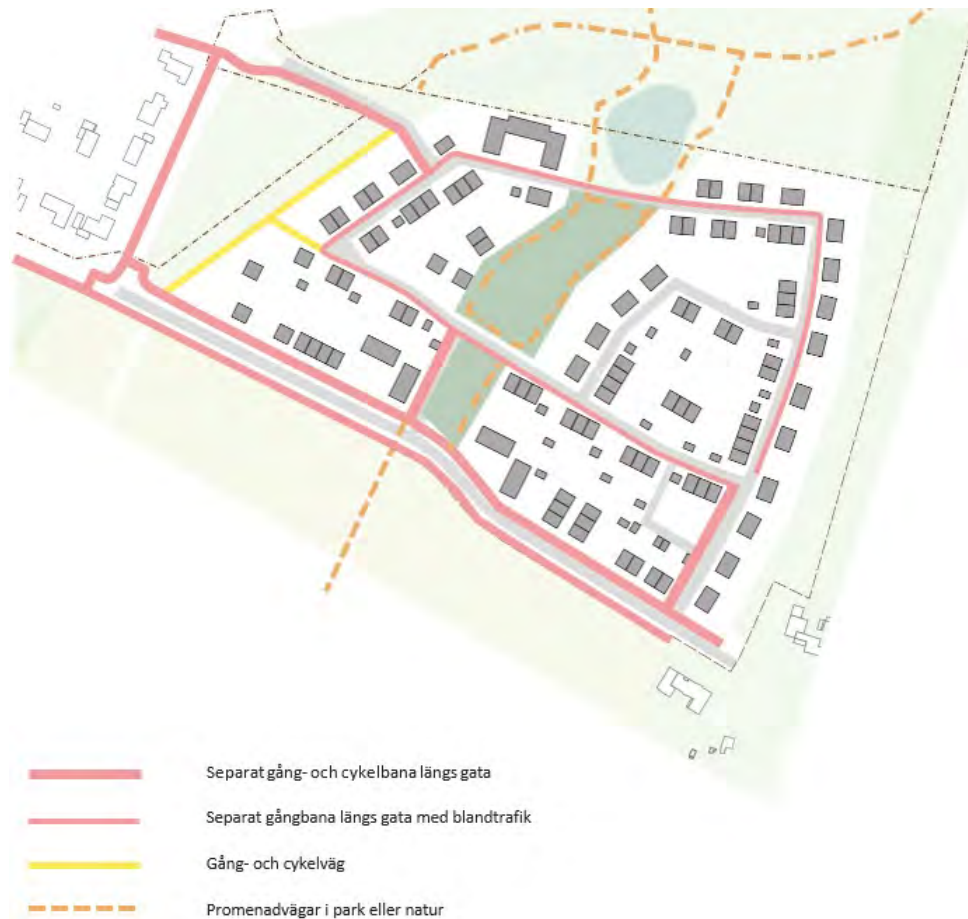 Separat gång- och cykelbana längs gata
Separat gångbana längs gata med blandtrafik
Gång- och cykelväg
Promenadvägar i park eller natur